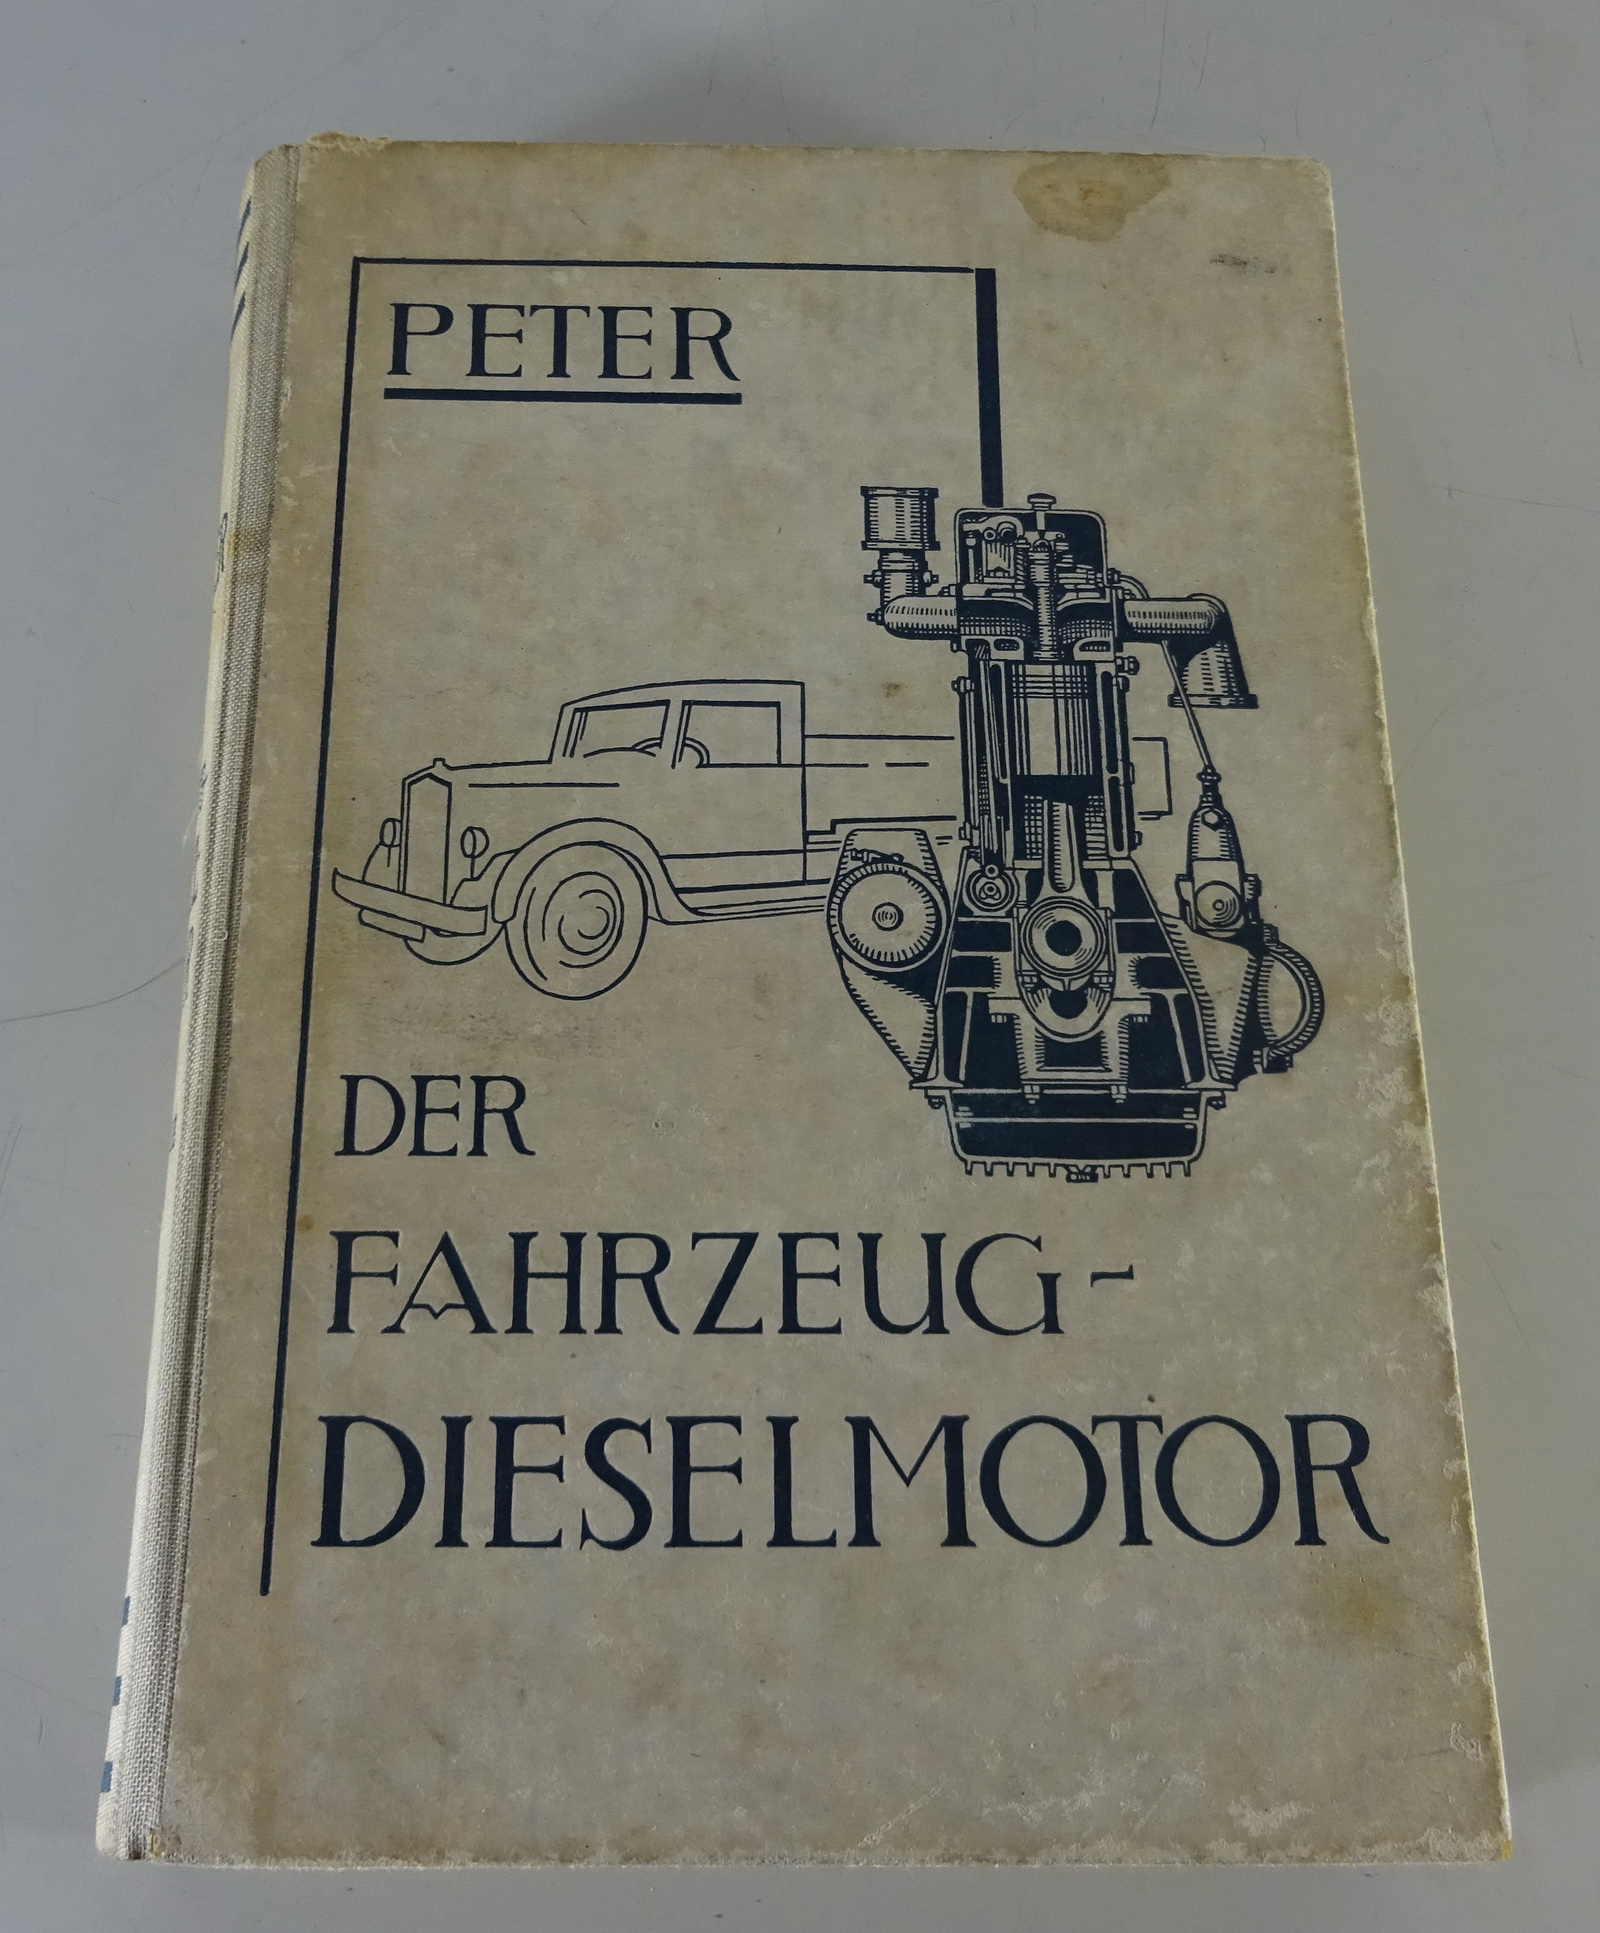 PETER
DER
FAHRZEUG-
DIESELMOTOR